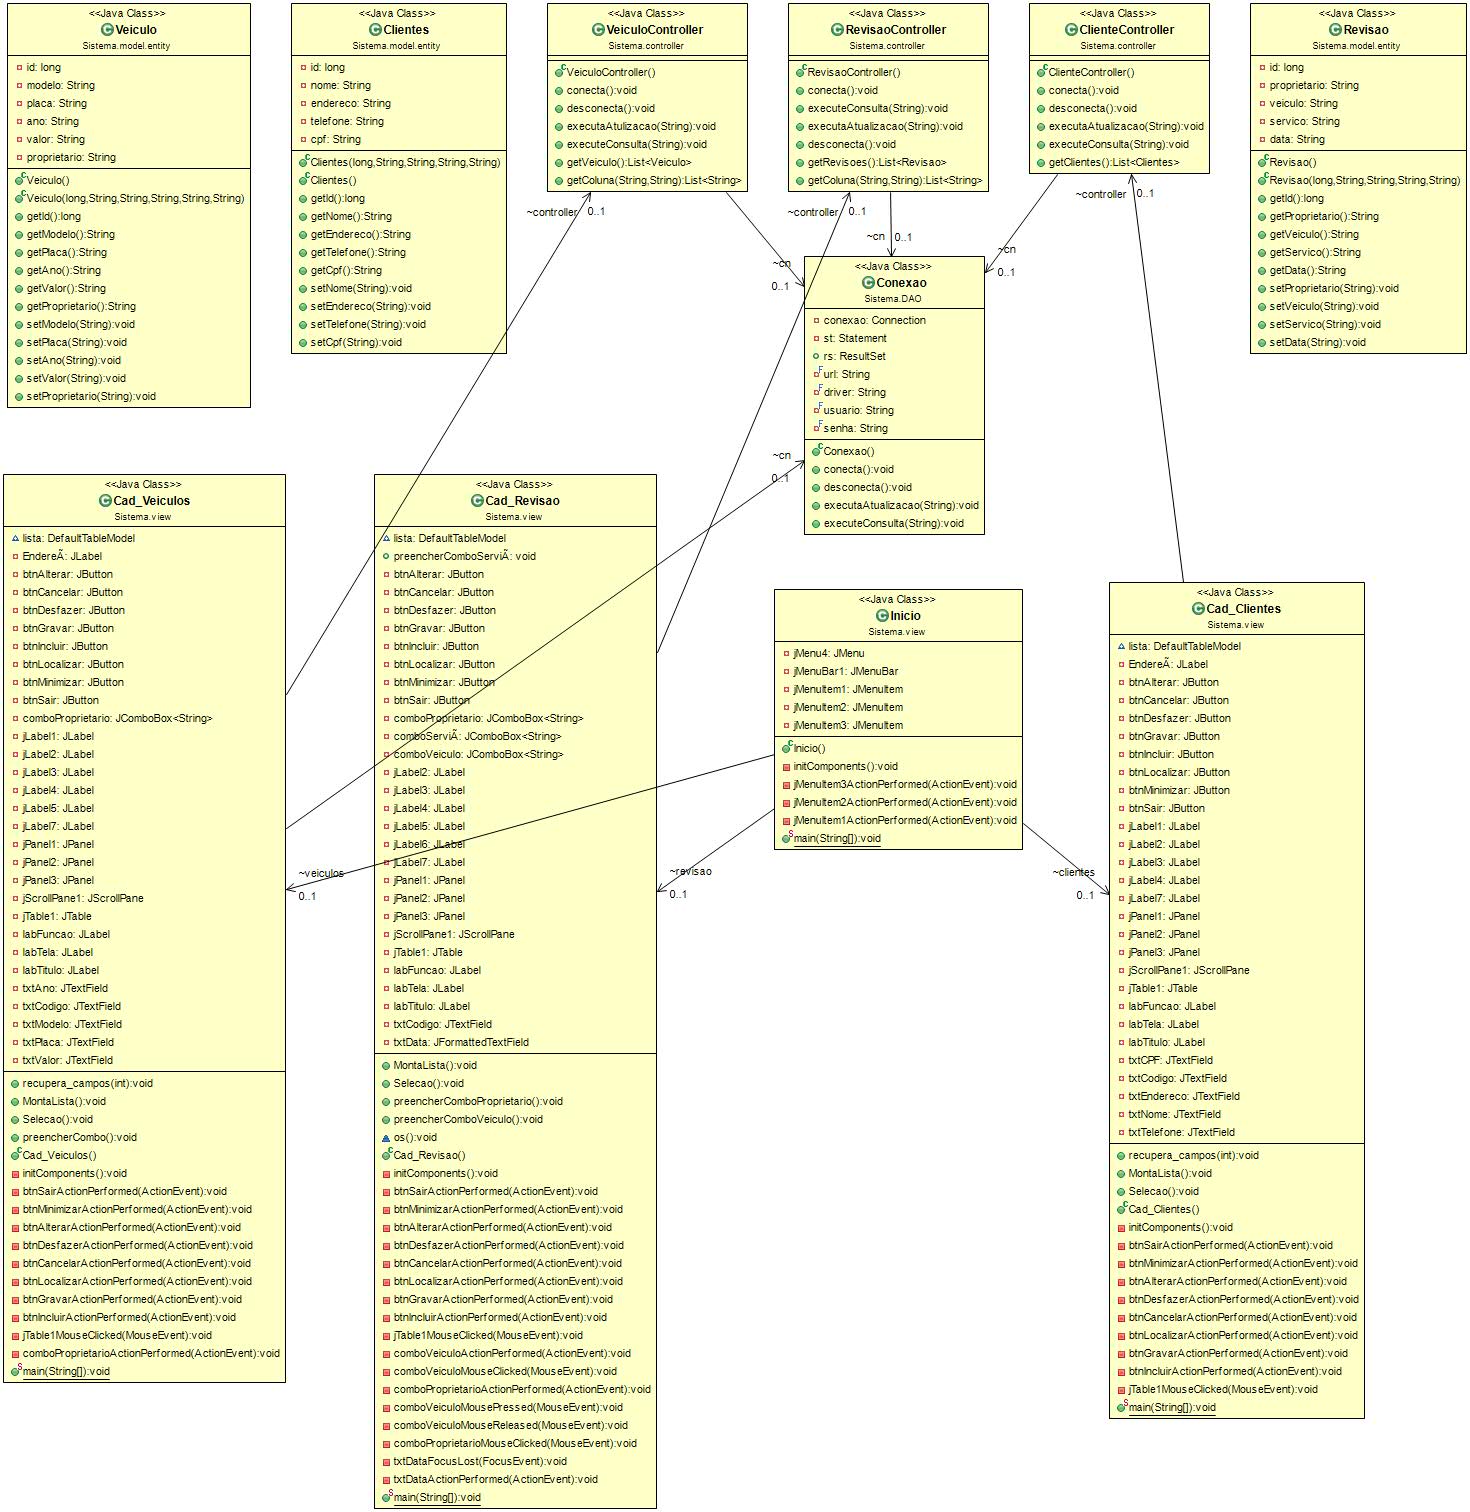 <<Java Class>>
Veiculo
Sistema.model.entity
id: long
modelo: String
placa: String
ano: String
valor: String
proprietario: String
Veiculo()
Veiculo(long,String,String,String,String,String)
getId():long
getModelo():String
getPlaca():String
getAno():String
getValor():String
getProprietario():String
setModelo(String):void
setPlaca(String):void
setAno(String):void
setValor(String):void
setProprietario(String):void
<<Java Class>>
Clientes
Sistema.model.entity
id: long
nome: String
endereco: String
telefone: String
cpf: String
Clientes(long,String,String,String,String)
Clientes()
getId():long
getNome():String
getEndereco():String
getTelefone():String
getCpf():String
setNome(String):void
setEndereco(String):void
setTelefone(String):void
setCpf(String):void
<<Java Class>>
VeiculoController
Sistema.controller
VeiculoController()
conecta():void
desconecta():void
executaAtulizacao(String):void
executeConsulta(String):void
getVeiculo():List<Veiculo>
getColuna(String,String):List<String>
<<Java Class>>
RevisaoController
Sistema.controller
RevisaoController()
conecta():void
executeConsulta(String):void
executaAtualizacao(String):void
desconecta():void
getRevisoes():List<Revisao>
getColuna(String,String):List<String>
<<Java Class>>
ClienteController
Sistema.controller
ClienteController()
conecta():void
desconecta():void
executaAtualizacao(String):void
executeConsulta(String):void
getClientes():List<Clientes>
<<Java Class>>
Revisao
Sistema.model.entity
id: long
proprietario: String
veiculo: String
servico: String
data: String
Revisao()
Revisao(long,String,String,String,String)
getId():long
getProprietario():String
getVeiculo():String
getServico():String
getData():String
setProprietario(String):void
setVeiculo(String):void
setServico(String):void
setData(String):void
~controller
0..1
~controller
0..1
~controller
0..1
~cn
0..1
~cn
0..1
~cn
0..1
<<Java Class>>
Conexao
Sistema.DAO
conexao: Connection
st: Statement
rs: ResultSet
url: String
driver: String
usuario: String
senha: String
Conexao()
conecta():void
desconecta():void
executaAtualizacao(String):void
executeConsulta(String):void
~cn
0..1
<<Java Class>>
Cad_Veiculos
Sistema.view
lista: DefaultTableModel
EndereÃ: JLabel
btnAlterar: JButton
btnCancelar: JButton
btnDesfazer: JButton
btnGravar: JButton
btnIncluir: JButton
btnLocalizar: JButton
btnMinimizar: JButton
btnSair: JButton
comboProprietario: JComboBox<String>
jLabel1: JLabel
jLabel2: JLabel
jLabel3: JLabel
jLabel4: JLabel
jLabel5: JLabel
jLabel7: JLabel
jPanel1: JPanel
jPanel2: JPanel
jPanel3: JPanel
jScrollPane1: JScrollPane
jTable1: JTable
labFuncao: JLabel
labTela: JLabel
labTitulo: JLabel
txtAno: JTextField
txtCodigo: JTextField
txtModelo: JTextField
txtPlaca: JTextField
txtValor: JTextField
recupera_campos(int):void
MontaLista():void
Selecao():void
preencherCombo():void
Cad_Veiculos()
initComponents():void
btnSairActionPerformed(ActionEvent):void
btnMinimizarActionPerformed(ActionEvent):void
btnAlterarActionPerformed(ActionEvent):void
btnDesfazerActionPerformed(ActionEvent):void
btnCancelarActionPerformed(ActionEvent):void
btnLocalizarActionPerformed(ActionEvent):void
btnGravarActionPerformed(ActionEvent):void
btnIncluirActionPerformed(ActionEvent):void
jTable1MouseClicked(MouseEvent):void
comboProprietarioActionPerformed(ActionEvent):void
main(String[]):void
<<Java Class>>
Cad_Revisao
Sistema.view
lista: DefaultTableModel
preencherComboServiÃ: void
btnAlterar: JButton
btnCancelar: JButton
btnDesfazer: JButton
btnGravar: JButton
btnIncluir: JButton
btnLocalizar: JButton
btnMinimizar: JButton
btnSair: JButton
comboProprietario: JComboBox<String>
comboServiÃ: JComboBox<String>
comboVeiculo: JComboBox<String>
jLabel2: JLabel
jLabel3: JLabel
jLabel4: JLabel
jLabel5: JLabel
jLabel6: JLabel
jLabel7: JLabel
jPanel1: JPanel
jPanel2: JPanel
jPanel3: JPanel
jScrollPane1: JScrollPane
jTable1: JTable
labFuncao: JLabel
labTela: JLabel
labTitulo: JLabel
txtCodigo: JTextField
txtData: JFormattedTextField
MontaLista():void
Selecao():void
preencherComboProprietario():void
preencherComboVeiculo():void
os():void
Cad_Revisao()
initComponents():void
btnSairActionPerformed(ActionEvent):void
btnMinimizarActionPerformed(ActionEvent):void
btnAlterarActionPerformed(ActionEvent):void
btnDesfazerActionPerformed(ActionEvent):void
btnCancelarActionPerformed(ActionEvent):void
btnLocalizarActionPerformed(ActionEvent):void
btnGravarActionPerformed(ActionEvent):void
btnIncluirActionPerformed(ActionEvent):void
jTable1MouseClicked(MouseEvent):void
comboVeiculoActionPerformed(ActionEvent):void
comboVeiculoMouseClicked(MouseEvent):void
comboProprietarioActionPerformed(ActionEvent):void
comboVeiculoMousePressed(MouseEvent):void
comboVeiculoMouseReleased(MouseEvent):void
comboProprietarioMouseClicked(MouseEvent):void
txtDataFocusLost(FocusEvent):void
txtDataActionPerformed(ActionEvent):void
main(String[]):void
<<Java Class>>
Inicio
Sistema.view
jMenu4: JMenu
jMenuBar1: JMenuBar
jMenuItem1: JMenuItem
jMenuItem2: JMenuItem
jMenuItem3: JMenuItem
Inicio()
initComponents():void
jMenuItem3ActionPerformed(ActionEvent):void
jMenuItem2ActionPerformed(ActionEvent):void
jMenuItem1ActionPerformed(ActionEvent):void
main(String[]):void
~veiculos
0..1
~revisao
0..1
~clientes
0..1
<<Java Class>>
Cad_Clientes
Sistema.view
lista: DefaultTableModel
EndereÃ: JLabel
btnAlterar: JButton
btnCancelar: JButton
btnDesfazer: JButton
btnGravar: JButton
btnIncluir: JButton
btnLocalizar: JButton
btnMinimizar: JButton
btnSair: JButton
jLabel1: JLabel
jLabel2: JLabel
jLabel3: JLabel
jLabel4: JLabel
jLabel7: JLabel
jPanel1: JPanel
jPanel2: JPanel
jPanel3: JPanel
jScrollPane1: JScrollPane
jTable1: JTable
labFuncao: JLabel
labTela: JLabel
labTitulo: JLabel
txtCPF: JTextField
txtCodigo: JTextField
txtEndereco: JTextField
txtNome: JTextField
txtTelefone: JTextField
recupera_campos(int):void
MontaLista():void
Selecao():void
Cad_Clientes()
initComponents():void
btnSairActionPerformed(ActionEvent):void
btnMinimizarActionPerformed(ActionEvent):void
btnAlterarActionPerformed(ActionEvent):void
btnDesfazerActionPerformed(ActionEvent):void
btnCancelarActionPerformed(ActionEvent):void
btnLocalizarActionPerformed(ActionEvent):void
btnGravarActionPerformed(ActionEvent):void
btnIncluirActionPerformed(ActionEvent):void
jTable1MouseClicked(MouseEvent):void
main(String[]):void